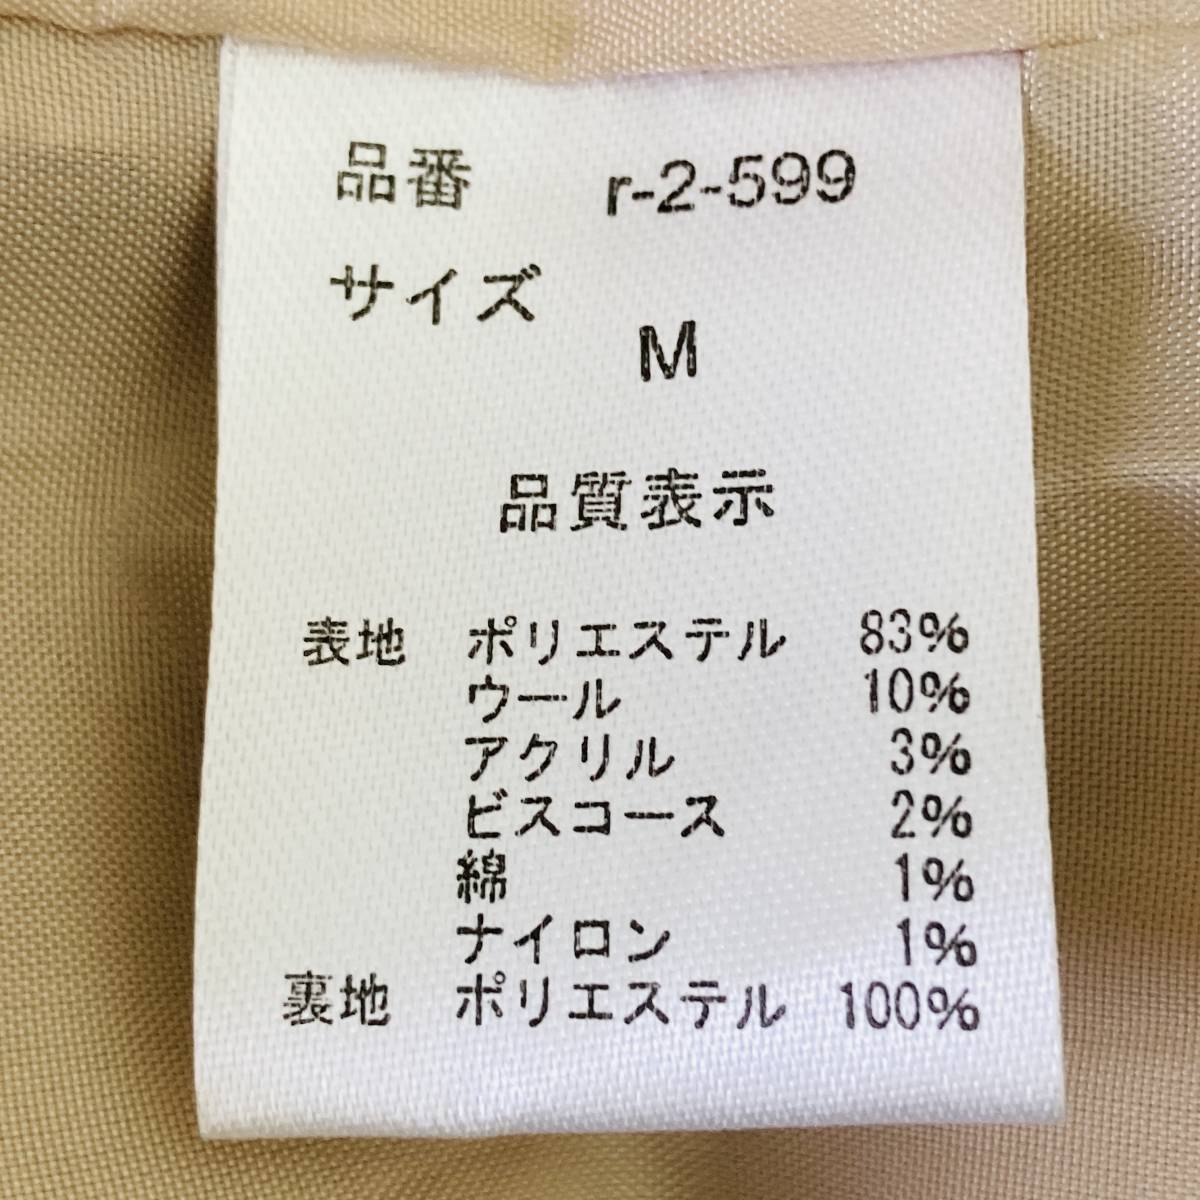 品番 r-2-599
サイズ
M
品質表示
表地 ポリエステル 83%
ウール 10%
アクリル 3%
ビスコース 2%
綿 1%
ナイロン 1%
裏地 ポリエステル 100%